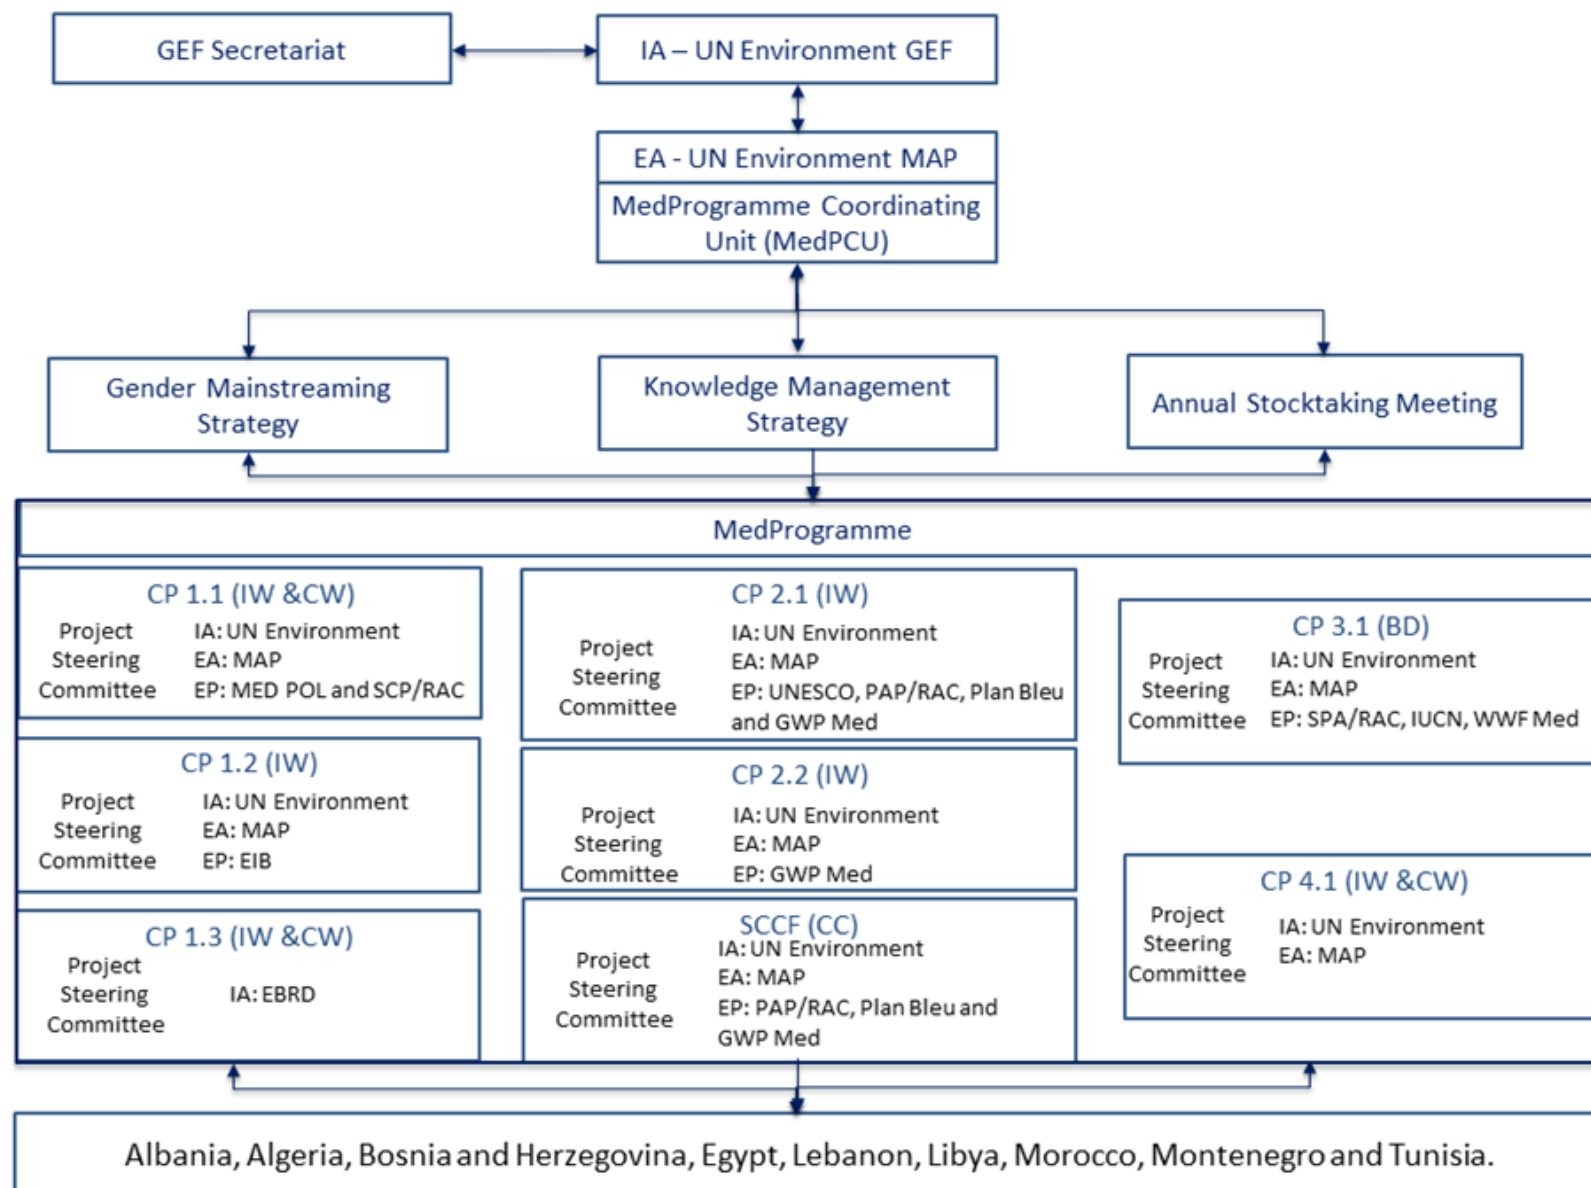 GEF Secretariat
IA – UN Environment GEF
EA - UN Environment MAP
MedProgramme Coordinating
Unit (MedPCU)
Gender Mainstreaming
Strategy
Knowledge Management
Strategy
Annual Stocktaking Meeting
MedProgramme
CP 1.1 (IW &CW)
Project
Steering
Committee
IA: UN Environment
EA: MAP
EP: MED POL and SCP/RAC
CP 1.2 (IW)
Project
Steering
Committee
IA: UN Environment
EA: MAP
EP: EIB
CP 1.3 (IW &CW)
Project
Steering
Committee
IA: EBRD
CP 2.1 (IW)
Project
Steering
Committee
IA: UN Environment
EA: MAP
EP: UNESCO, PAP/RAC, Plan Bleu
and GWP Med
CP 2.2 (IW)
Project
Steering
Committee
IA: UN Environment
EA: MAP
EP: GWP Med
SCCF (CC)
Project
Steering
Committee
IA: UN Environment
EA: MAP
EP: PAP/RAC, Plan Bleu and
GWP Med
CP 3.1 (BD)
Project
Steering
Committee
IA: UN Environment
EA: MAP
EP: SPA/RAC, IUCN, WWF Med
CP 4.1 (IW &CW)
Project
Steering
Committee
IA: UN Environment
EA: MAP
Albania, Algeria, Bosnia and Herzegovina, Egypt, Lebanon, Libya, Morocco, Montenegro and Tunisia.